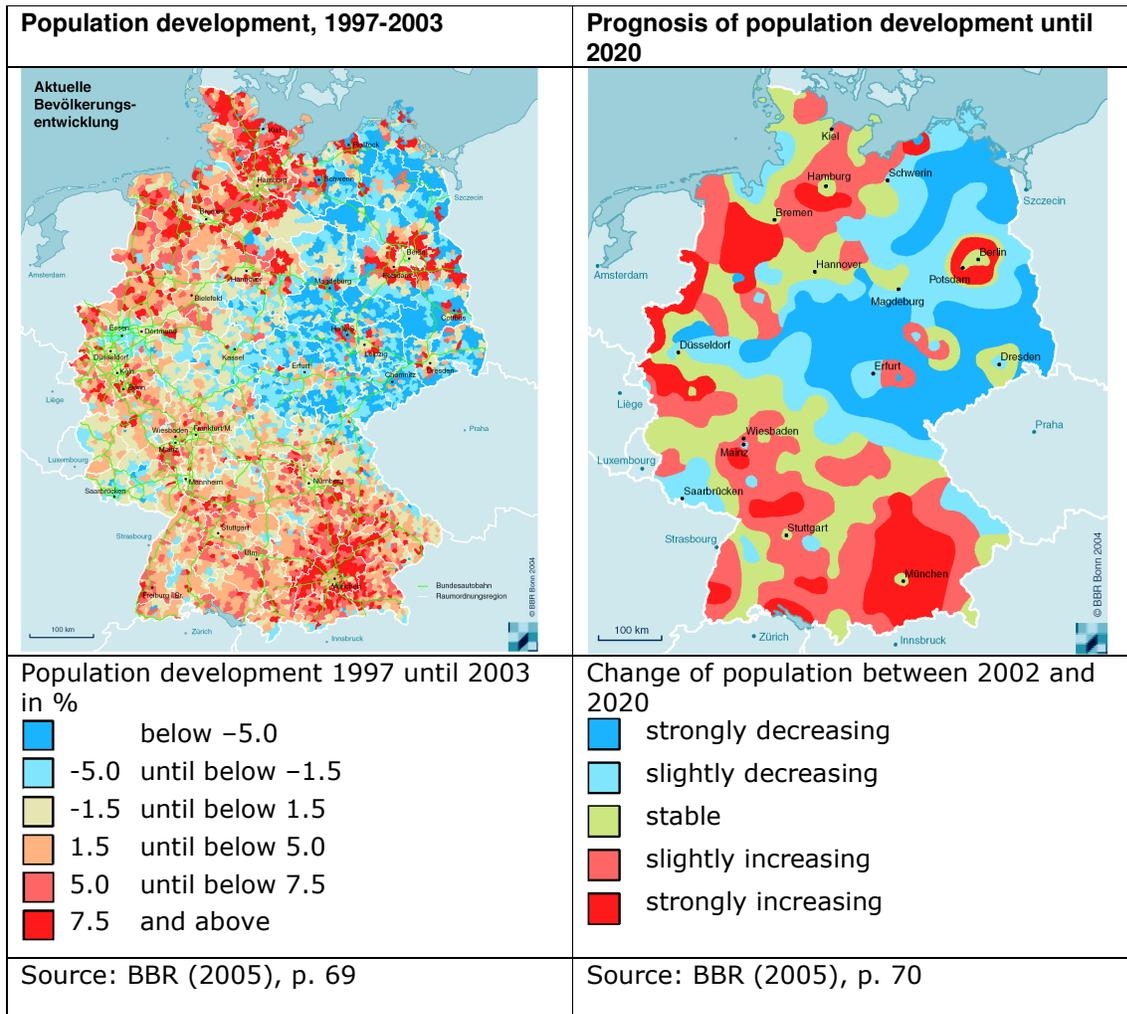 Population development, 1997-2003
Prognosis of population development until
2020
Aktuelle
Bevölkerungs-
entwicklung
Kiel
Rostock
Schwerin
Hamburg
Szczecin
Bremen
Berlin
Potsdam
Amsterdam
Hannover
Magdeburg
Bielefeld
Cottbus
Essen
Dortmund
Halle/S.
Düsseldorf
Kassel
Leipzig
Köln
Erfurt
Dresden
Bonn
Chemnitz
Liège
Wiesbaden
Frankfurt/M.
Praha
Mainz
Luxembourg
Mannheim
Nürnberg
Saarbrücken
Stuttgart
Strasbourg
Ulm
München
Freiburg i.Br.
Bundesautobahn
Raumordnungsregion
100 km
Zürich
Innsbruck
© BBR Bonn 2004
Kiel
Hamburg
Schwerin
Szczecin
Bremen
Berlin
Amsterdam
Hannover
Potsdam
Magdeburg
Düsseldorf
Dresden
Erfurt
Liège
Wiesbaden
Praha
Mainz
Luxembourg
Saarbrücken
Stuttgart
Strasbourg
München
100 km
Zürich
Innsbruck
© BBR Bonn 2004
Population development 1997 until 2003
in %
below –5.0
-5.0 until below –1.5
-1.5 until below 1.5
1.5 until below 5.0
5.0 until below 7.5
7.5 and above
Change of population between 2002 and
2020
strongly decreasing
slightly decreasing
stable
slightly increasing
strongly increasing
Source: BBR (2005), p. 69
Source: BBR (2005), p. 70